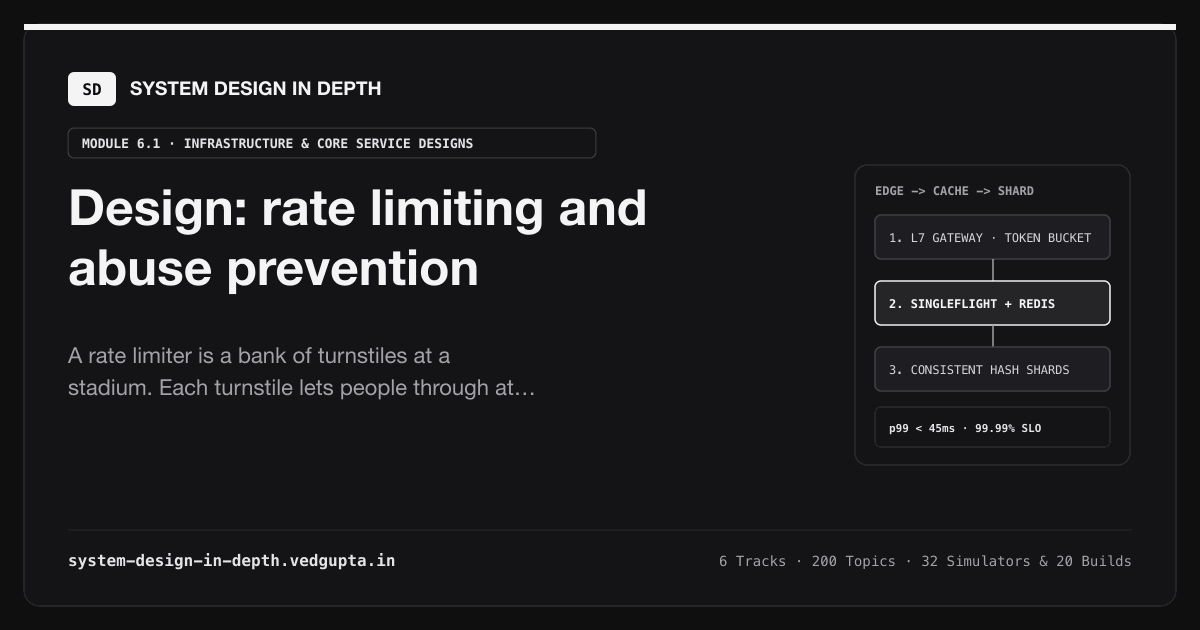 SD SYSTEM DESIGN IN DEPTH
MODULE 6.1 · INFRASTRUCTURE & CORE SERVICE DESIGNS
Design: rate limiting and
abuse prevention
A rate limiter is a bank of turnstiles at a
stadium. Each turnstile lets people through at…
EDGE —> CACHE —> SHARD
1. L7 GATEWAY · TOKEN BUCKET
2. SINGLEFLIGHT + REDIS
3. CONSISTENT HASH SHARDS
p99 < 45ms · 99.99% SLO
system-design-in-depth.vedgupta.in
6 Tracks · 200 Topics · 32 Simulators & 20 Builds